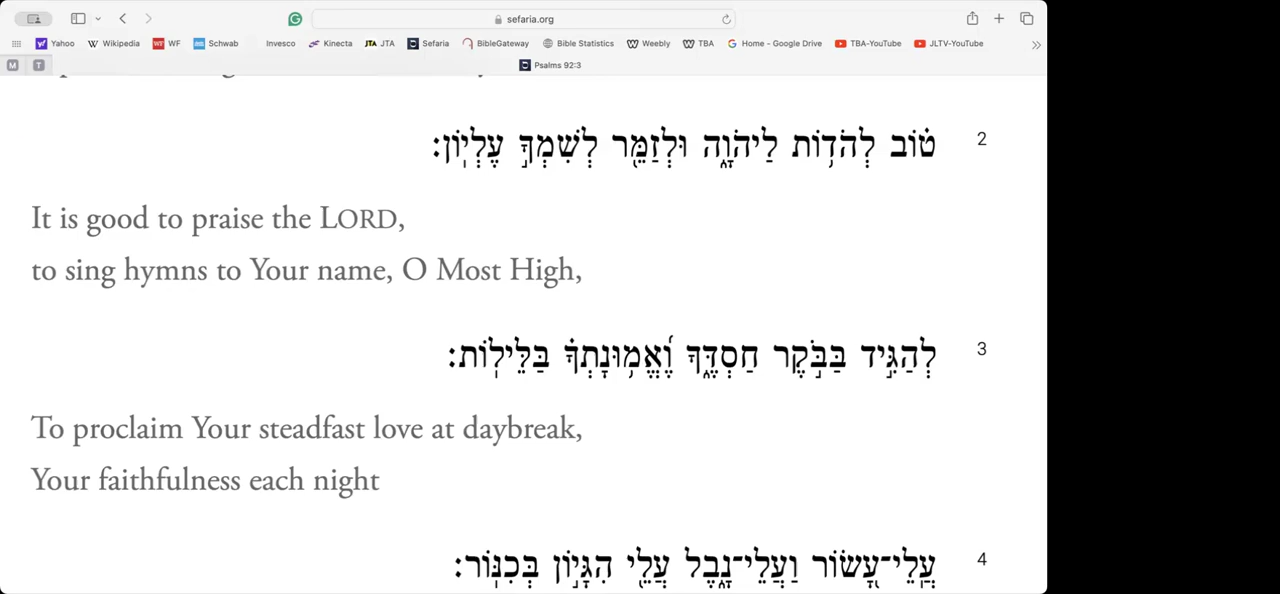 sefaria.org
Yahoo Wikipedia WF Schwab Invesco Kinecta JTA Sefaria BibleGateway Bible Statistics Weebly TBA Home - Google Drive TBA-YouTube JLTV-YouTube
M T Psalms 92:3
2 ט֗וֹב לְהֹד֥וֹת לַיהֹוָ֑ה וּלְזַמֵּ֖ר לְשִׁמְךָ֣ עֶלְיֽוֹן׃
It is good to praise the LORD,
to sing hymns to Your name, O Most High,
3 לְהַגִּ֣יד בַּבֹּ֣קֶר חַסְדֶּ֑ךָ וֶ֝אֱמ֥וּנָתְךָ֗ בַּלֵּילֽוֹת׃
To proclaim Your steadfast love at daybreak,
Your faithfulness each night
4 עֲֽלֵי־עָ֭שׂוֹר וַעֲלֵי־נָ֑בֶל עֲלֵ֖י הִגָּי֣וֹן בְּכִנּֽוֹר׃